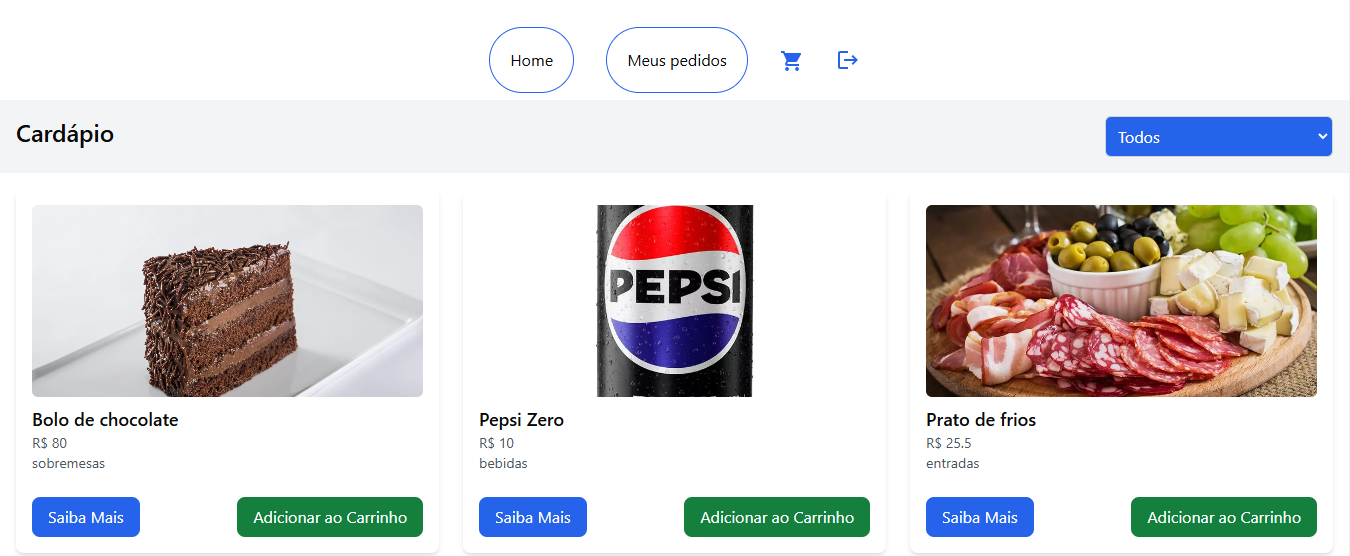 Home
Meus pedidos
Cardápio
Todos
PEPSI
Bolo de chocolate
R$ 80
sobremesas
Saiba Mais
Adicionar ao Carrinho
Pepsi Zero
R$ 10
bebidas
Saiba Mais
Adicionar ao Carrinho
Prato de frios
R$ 25.5
entradas
Saiba Mais
Adicionar ao Carrinho